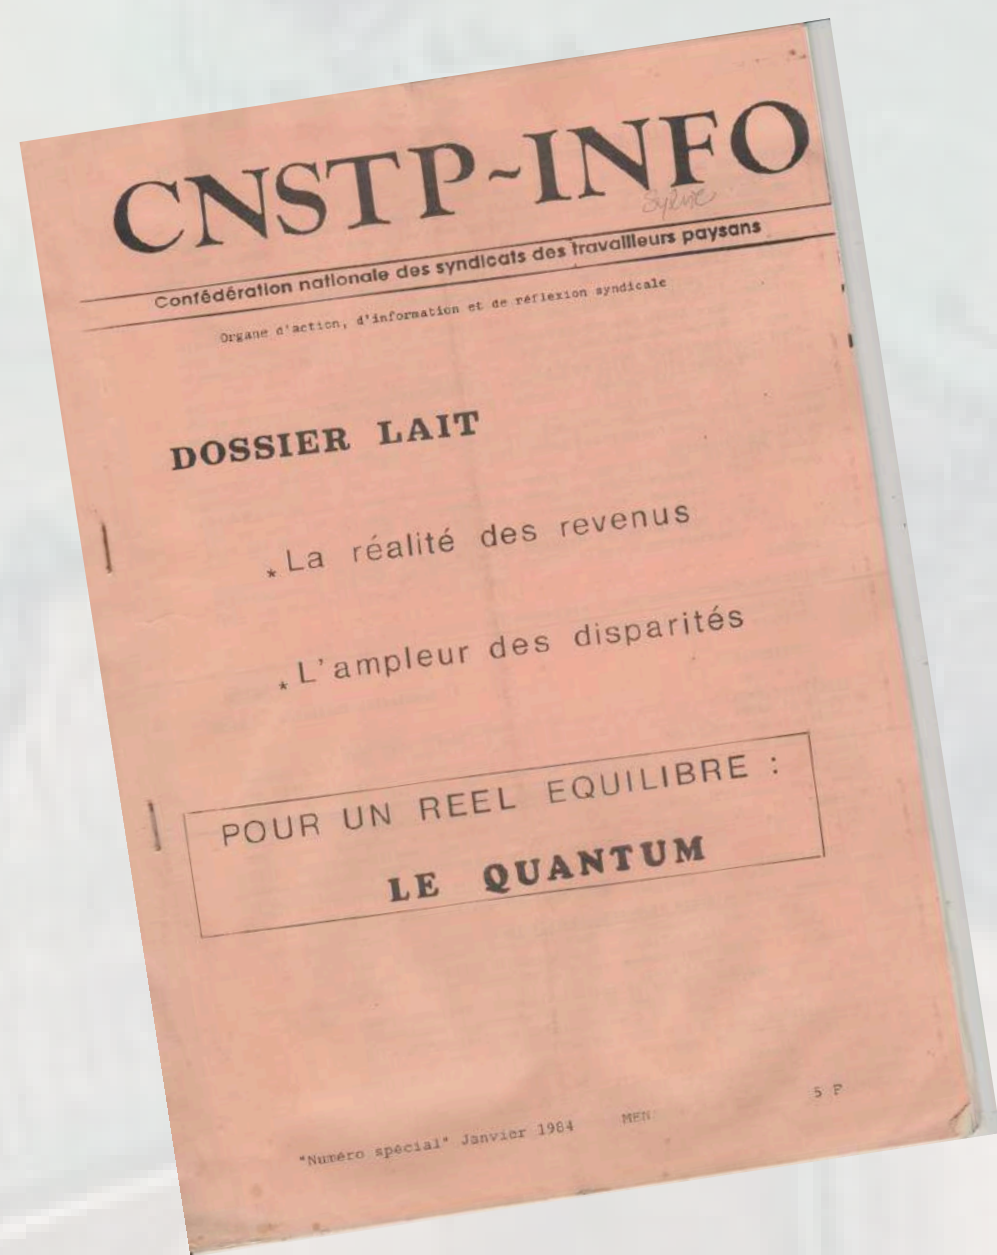 CNSTP~INFO
Sylvie
Confédération nationale des syndicats des travailleurs paysans
Organe d'action, d'information et de réflexion syndicale
DOSSIER LAIT
* La réalité des revenus
* L'ampleur des disparités
POUR UN REEL EQUILIBRE :
LE QUANTUM
5 F
"Numéro spécial" Janvier 1984 MEN